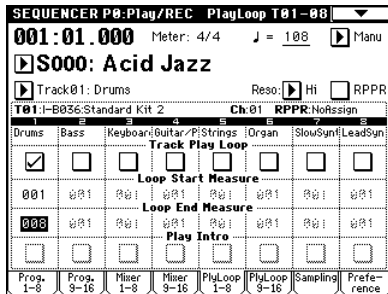 SEQUENCER P0:Play/REC PlayLoop T01-08
001:01.000 Meter: 4/4 ♩ = 108 Manu
S000: Acid Jazz
Track01: Drums Reso: Hi RPPR
T01:I-B036:Standard Kit 2 Ch:01 RPPR:NoAssign
1 2 3 4 5 6 7 8
Drums Bass Keyboar Guitar/P Strings Organ SlowSynt LeadSyn
Track Play Loop
Loop Start Measure
001 001 001 001 001 001 001 001
Loop End Measure
008 001 001 001 001 001 001 001
Play Intro
Prog. 1-8 Prog. 9-16 Mixer 1-8 Mixer 9-16 PlyLoop 1-8 PlyLoop 9-16 Sampling Prefe-rence